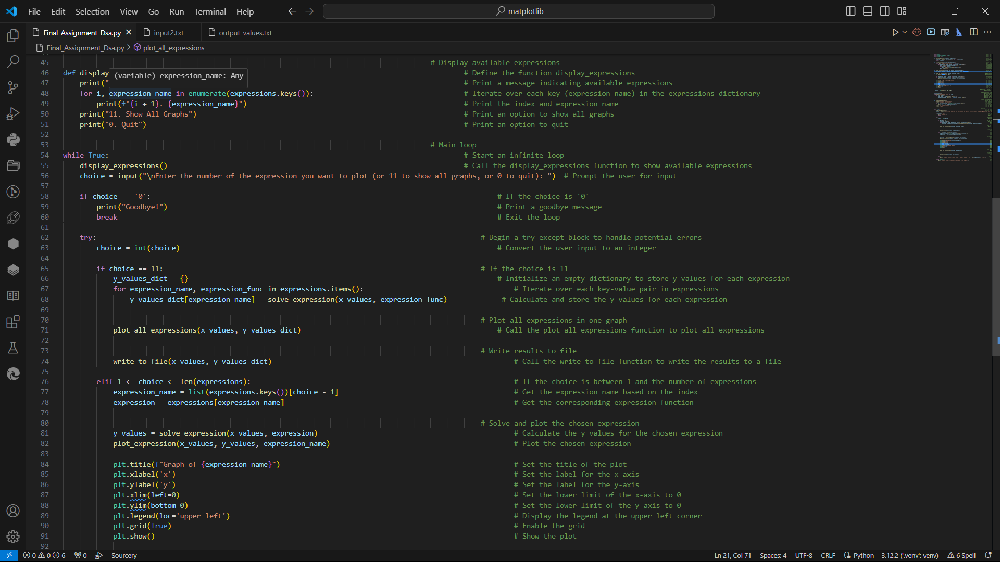 File Edit Selection View Go Run Terminal Help
matplotlib
Final_Assignment_Dsa.py
input2.txt
output_values.txt
Final_Assignment_Dsa.py > plot_all_expressions
45 # Display available expressions
46 def display # Define the function display_expressions
(variable) expression_name: Any
47 print(" # Print a message indicating available expressions
48 for i, expression_name in enumerate(expressions.keys()): # Iterate over each key (expression name) in the expressions dictionary
49 print(f"{i + 1}. {expression_name}") # Print the index and expression name
50 print("11. Show All Graphs") # Print an option to show all graphs
51 print("0. Quit") # Print an option to quit
52
53 # Main loop
54 while True: # Start an infinite loop
55 display_expressions() # Call the display_expressions function to show available expressions
56 choice = input("\nEnter the number of the expression you want to plot (or 11 to show all graphs, or 0 to quit): ") # Prompt the user for input
57
58 if choice == '0': # If the choice is '0'
59 print("Goodbye!") # Print a goodbye message
60 break # Exit the loop
61
62 try: # Begin a try-except block to handle potential errors
63 choice = int(choice) # Convert the user input to an integer
64
65 if choice == 11: # If the choice is 11
66 y_values_dict = {} # Initialize an empty dictionary to store y values for each expression
67 for expression_name, expression_func in expressions.items(): # Iterate over each key-value pair in expressions
68 y_values_dict[expression_name] = solve_expression(x_values, expression_func) # Calculate and store the y values for each expression
69
70 # Plot all expressions in one graph
71 plot_all_expressions(x_values, y_values_dict) # Call the plot_all_expressions function to plot all expressions
72
73 # Write results to file
74 write_to_file(x_values, y_values_dict) # Call the write_to_file function to write the results to a file
75
76 elif 1 <= choice <= len(expressions): # If the choice is between 1 and the number of expressions
77 expression_name = list(expressions.keys())[choice - 1] # Get the expression name based on the index
78 expression = expressions[expression_name] # Get the corresponding expression function
79
80 # Solve and plot the chosen expression
81 y_values = solve_expression(x_values, expression) # Calculate the y values for the chosen expression
82 plot_expression(x_values, y_values, expression_name) # Plot the chosen expression
83
84 plt.title(f"Graph of {expression_name}") # Set the title of the plot
85 plt.xlabel('x') # Set the label for the x-axis
86 plt.ylabel('y') # Set the label for the y-axis
87 plt.xlim(left=0) # Set the lower limit of the x-axis to 0
88 plt.ylim(bottom=0) # Set the lower limit of the y-axis to 0
89 plt.legend(loc='upper left') # Display the legend at the upper left corner
90 plt.grid(True) # Enable the grid
91 plt.show() # Show the plot
92
0 0 6 0 Sourcery Ln 21, Col 71 Spaces: 4 UTF-8 CRLF Python 3.12.2 ('.venv': venv) 6 Spell